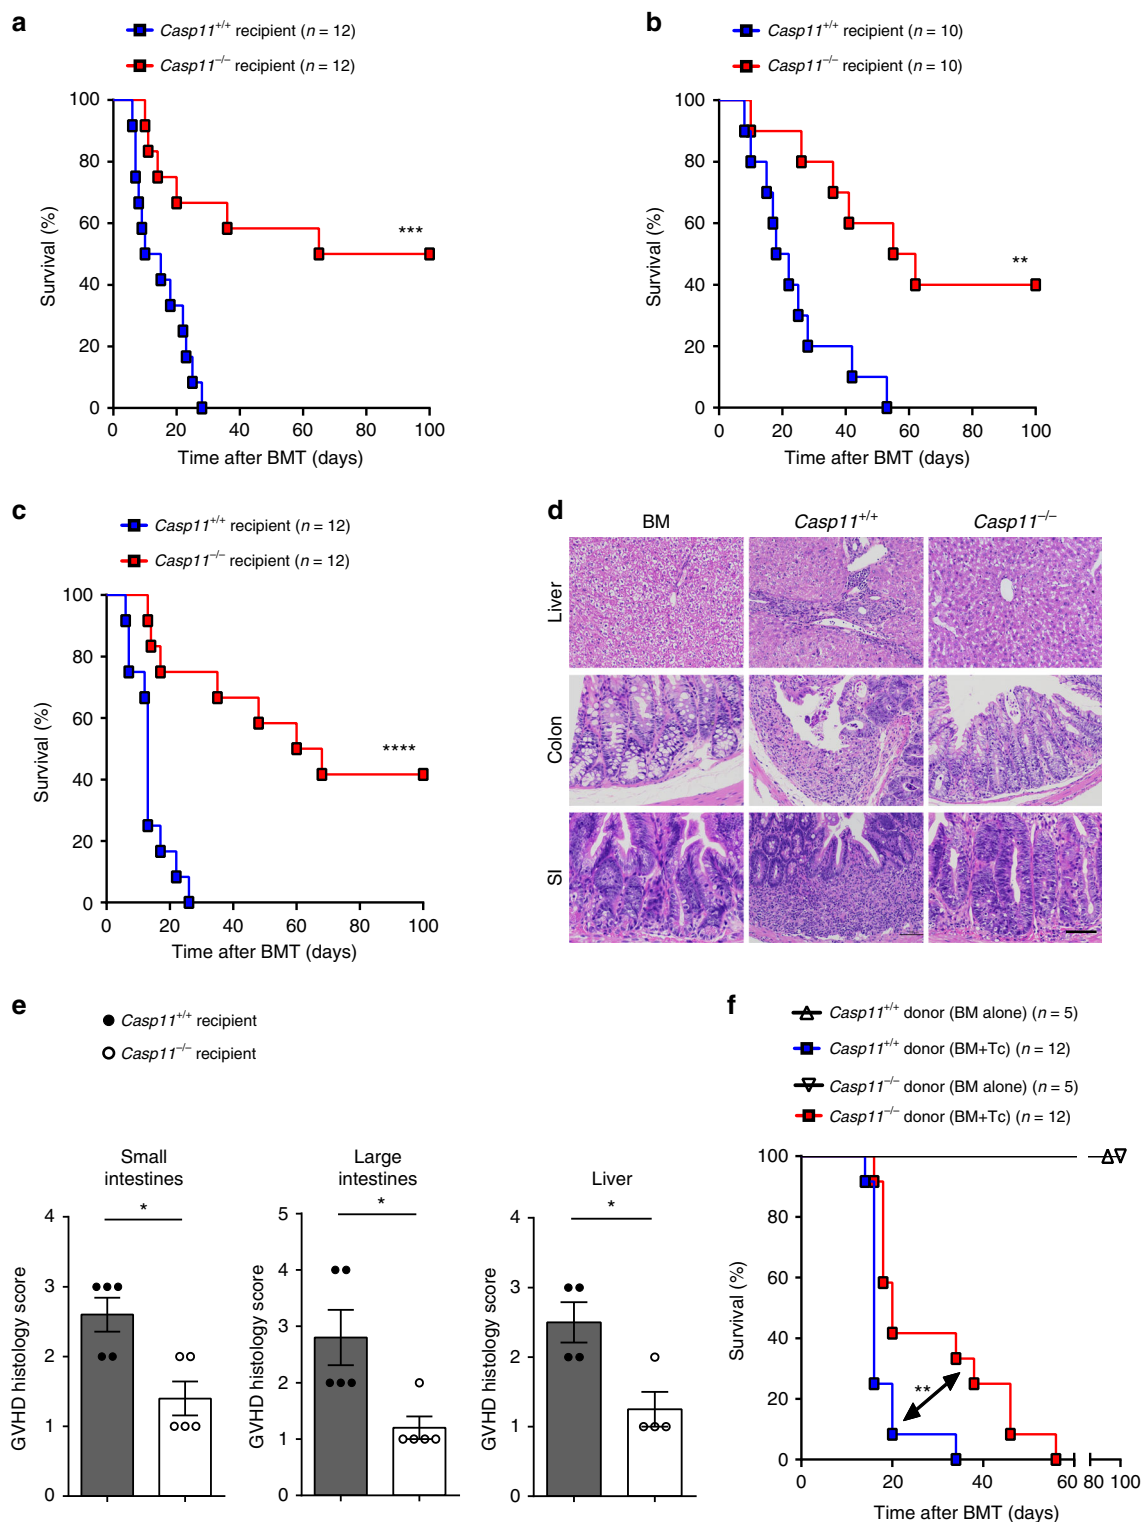 a
Casp11+/+ recipient (n = 12)
Casp11−/− recipient (n = 12)
100
80
60
40
20
0
Survival (%)
***
0 20 40 60 80 100
Time after BMT (days)
b
Casp11+/+ recipient (n = 10)
Casp11−/− recipient (n = 10)
100
80
60
40
20
0
Survival (%)
**
0 20 40 60 80 100
Time after BMT (days)
c
Casp11+/+ recipient (n = 12)
Casp11−/− recipient (n = 12)
100
80
60
40
20
0
Survival (%)
****
0 20 40 60 80 100
Time after BMT (days)
d
BM Casp11+/+ Casp11−/−
Liver
Colon
SI
e
Casp11+/+ recipient
Casp11−/− recipient
Small
intestines
*
4
3
2
1
0
GVHD histology score
Large
intestines
*
5
4
3
2
1
0
GVHD histology score
Liver
*
4
3
2
1
0
GVHD histology score
f
Casp11+/+ donor (BM alone) (n = 5)
Casp11+/+ donor (BM+Tc) (n = 12)
Casp11−/− donor (BM alone) (n = 5)
Casp11−/− donor (BM+Tc) (n = 12)
100
80
60
40
20
0
Survival (%)
**
0 20 40 60 80 100
Time after BMT (days)